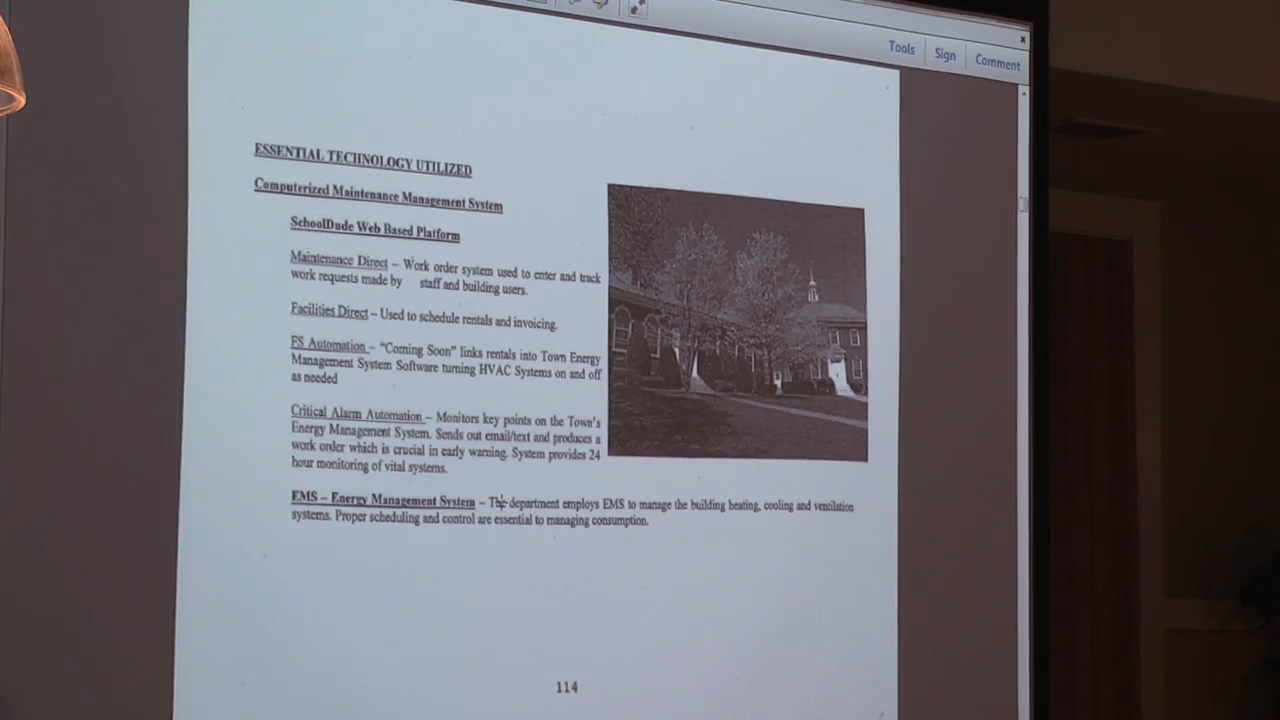 Tools Sign Comment
ESSENTIAL TECHNOLOGY UTILIZED
Computerized Maintenance Management System
SchoolDude Web Based Platform
Maintenance Direct – Work order system used to enter and track
work requests made by staff and building users.
Facilities Direct – Used to schedule rentals and invoicing.
FS Automation – "Coming Soon" links rentals into Town Energy
Management System Software turning HVAC Systems on and off
as needed
Critical Alarm Automation – Monitors key points on the Town's
Energy Management System. Sends out email/text and produces a
work order which is crucial in early warning. System provides 24
hour monitoring of vital systems.
EMS – Energy Management System – The department employs EMS to manage the building heating, cooling and ventilation
systems. Proper scheduling and control are essential to managing consumption.
114